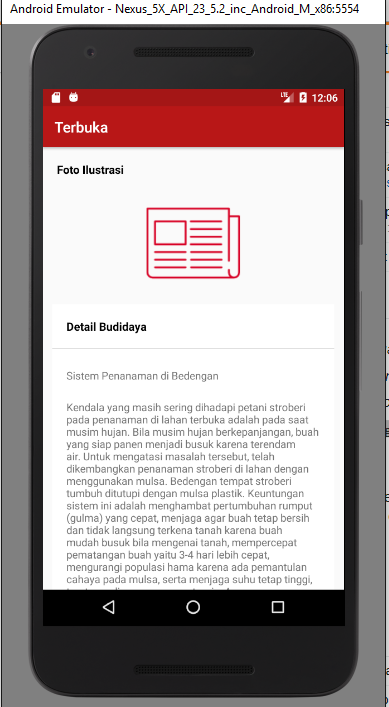 Android Emulator - Nexus_5X_API_23_5.2_inc_Android_M_x86:5554
LTE 12:06
Terbuka
Foto Ilustrasi
Detail Budidaya
Sistem Penanaman di Bedengan
Kendala yang masih sering dihadapi petani stroberi
pada penanaman di lahan terbuka adalah pada saat
musim hujan. Bila musim hujan berkepanjangan, buah
yang siap panen menjadi busuk karena terendam
air. Untuk mengatasi masalah tersebut, telah
dikembangkan penanaman stroberi di lahan dengan
menggunakan mulsa. Bedengan tempat stroberi
tumbuh ditutupi dengan mulsa plastik. Keuntungan
sistem ini adalah menghambat pertumbuhan rumput
(gulma) yang cepat, menjaga agar buah tetap bersih
dan tidak langsung terkena tanah karena buah
mudah busuk bila mengenai tanah, mempercepat
pematangan buah yaitu 3-4 hari lebih cepat,
mengurangi populasi hama karena ada pemantulan
cahaya pada mulsa, serta menjaga suhu tetap tinggi,